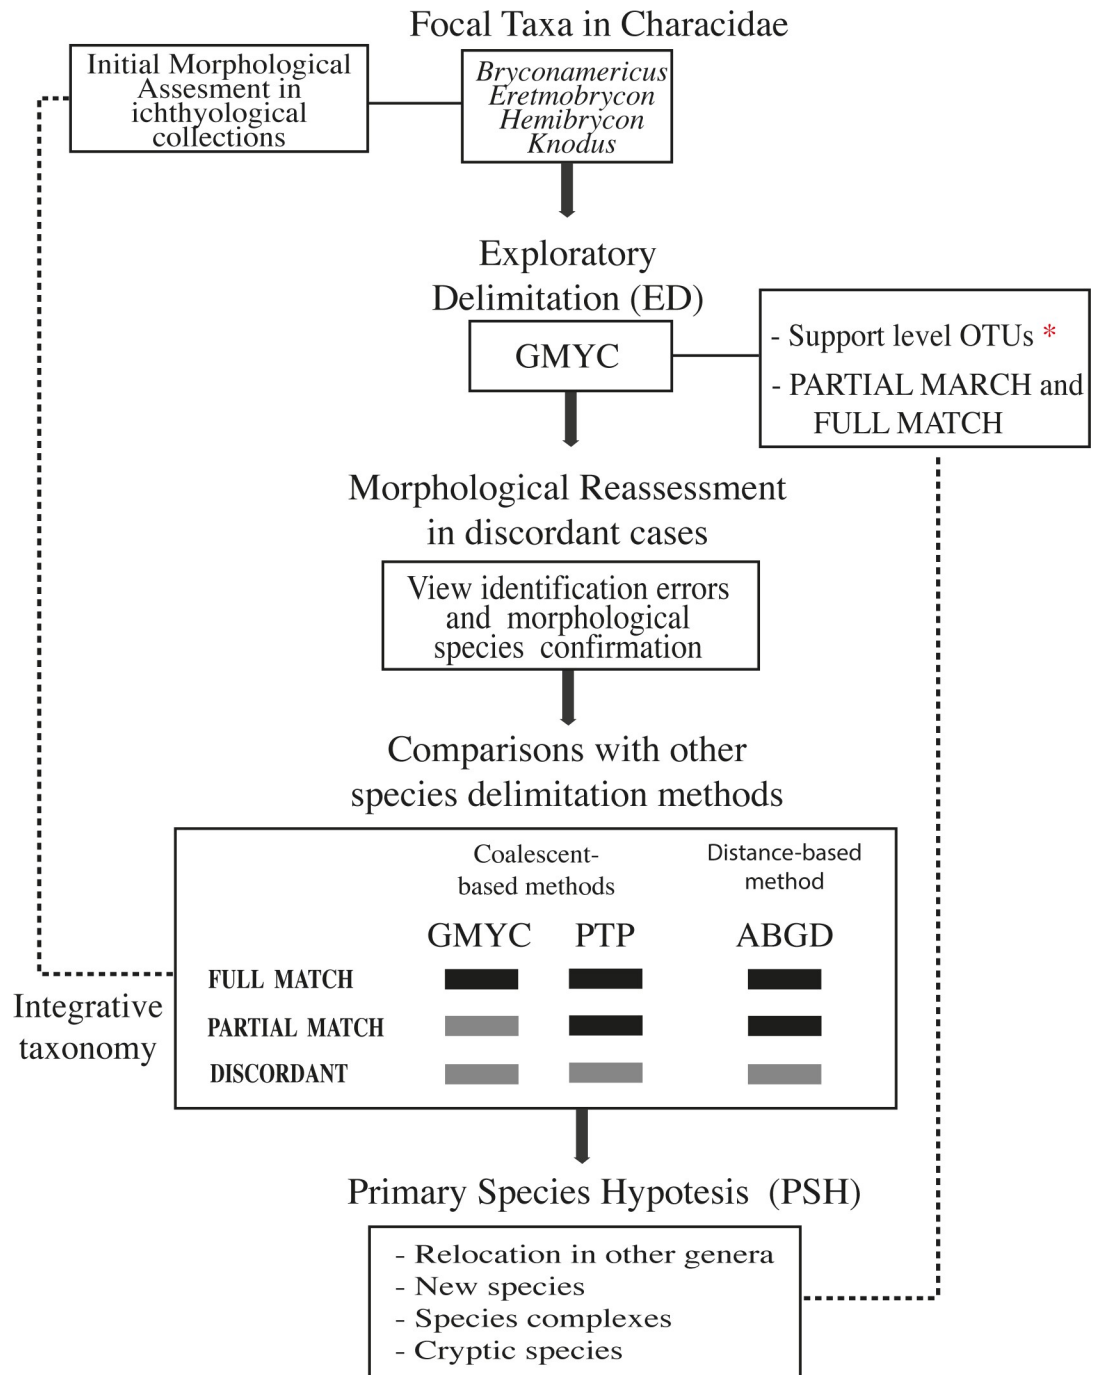 Focal Taxa in Characidae
Initial Morphological
Assesment in
ichthyological
collections
Bryconamericus
Eretmobrycon
Hemibrycon
Knodus
Exploratory
Delimitation (ED)
GMYC
- Support level OTUs *
- PARTIAL MARCH and
FULL MATCH
Morphological Reassessment
in discordant cases
View identification errors
and morphological
species confirmation
Comparisons with other
species delimitation methods
Coalescent-
based methods
Distance-based
method
GMYC PTP ABGD
FULL MATCH
PARTIAL MATCH
DISCORDANT
Integrative
taxonomy
Primary Species Hypotesis (PSH)
- Relocation in other genera
- New species
- Species complexes
- Cryptic species